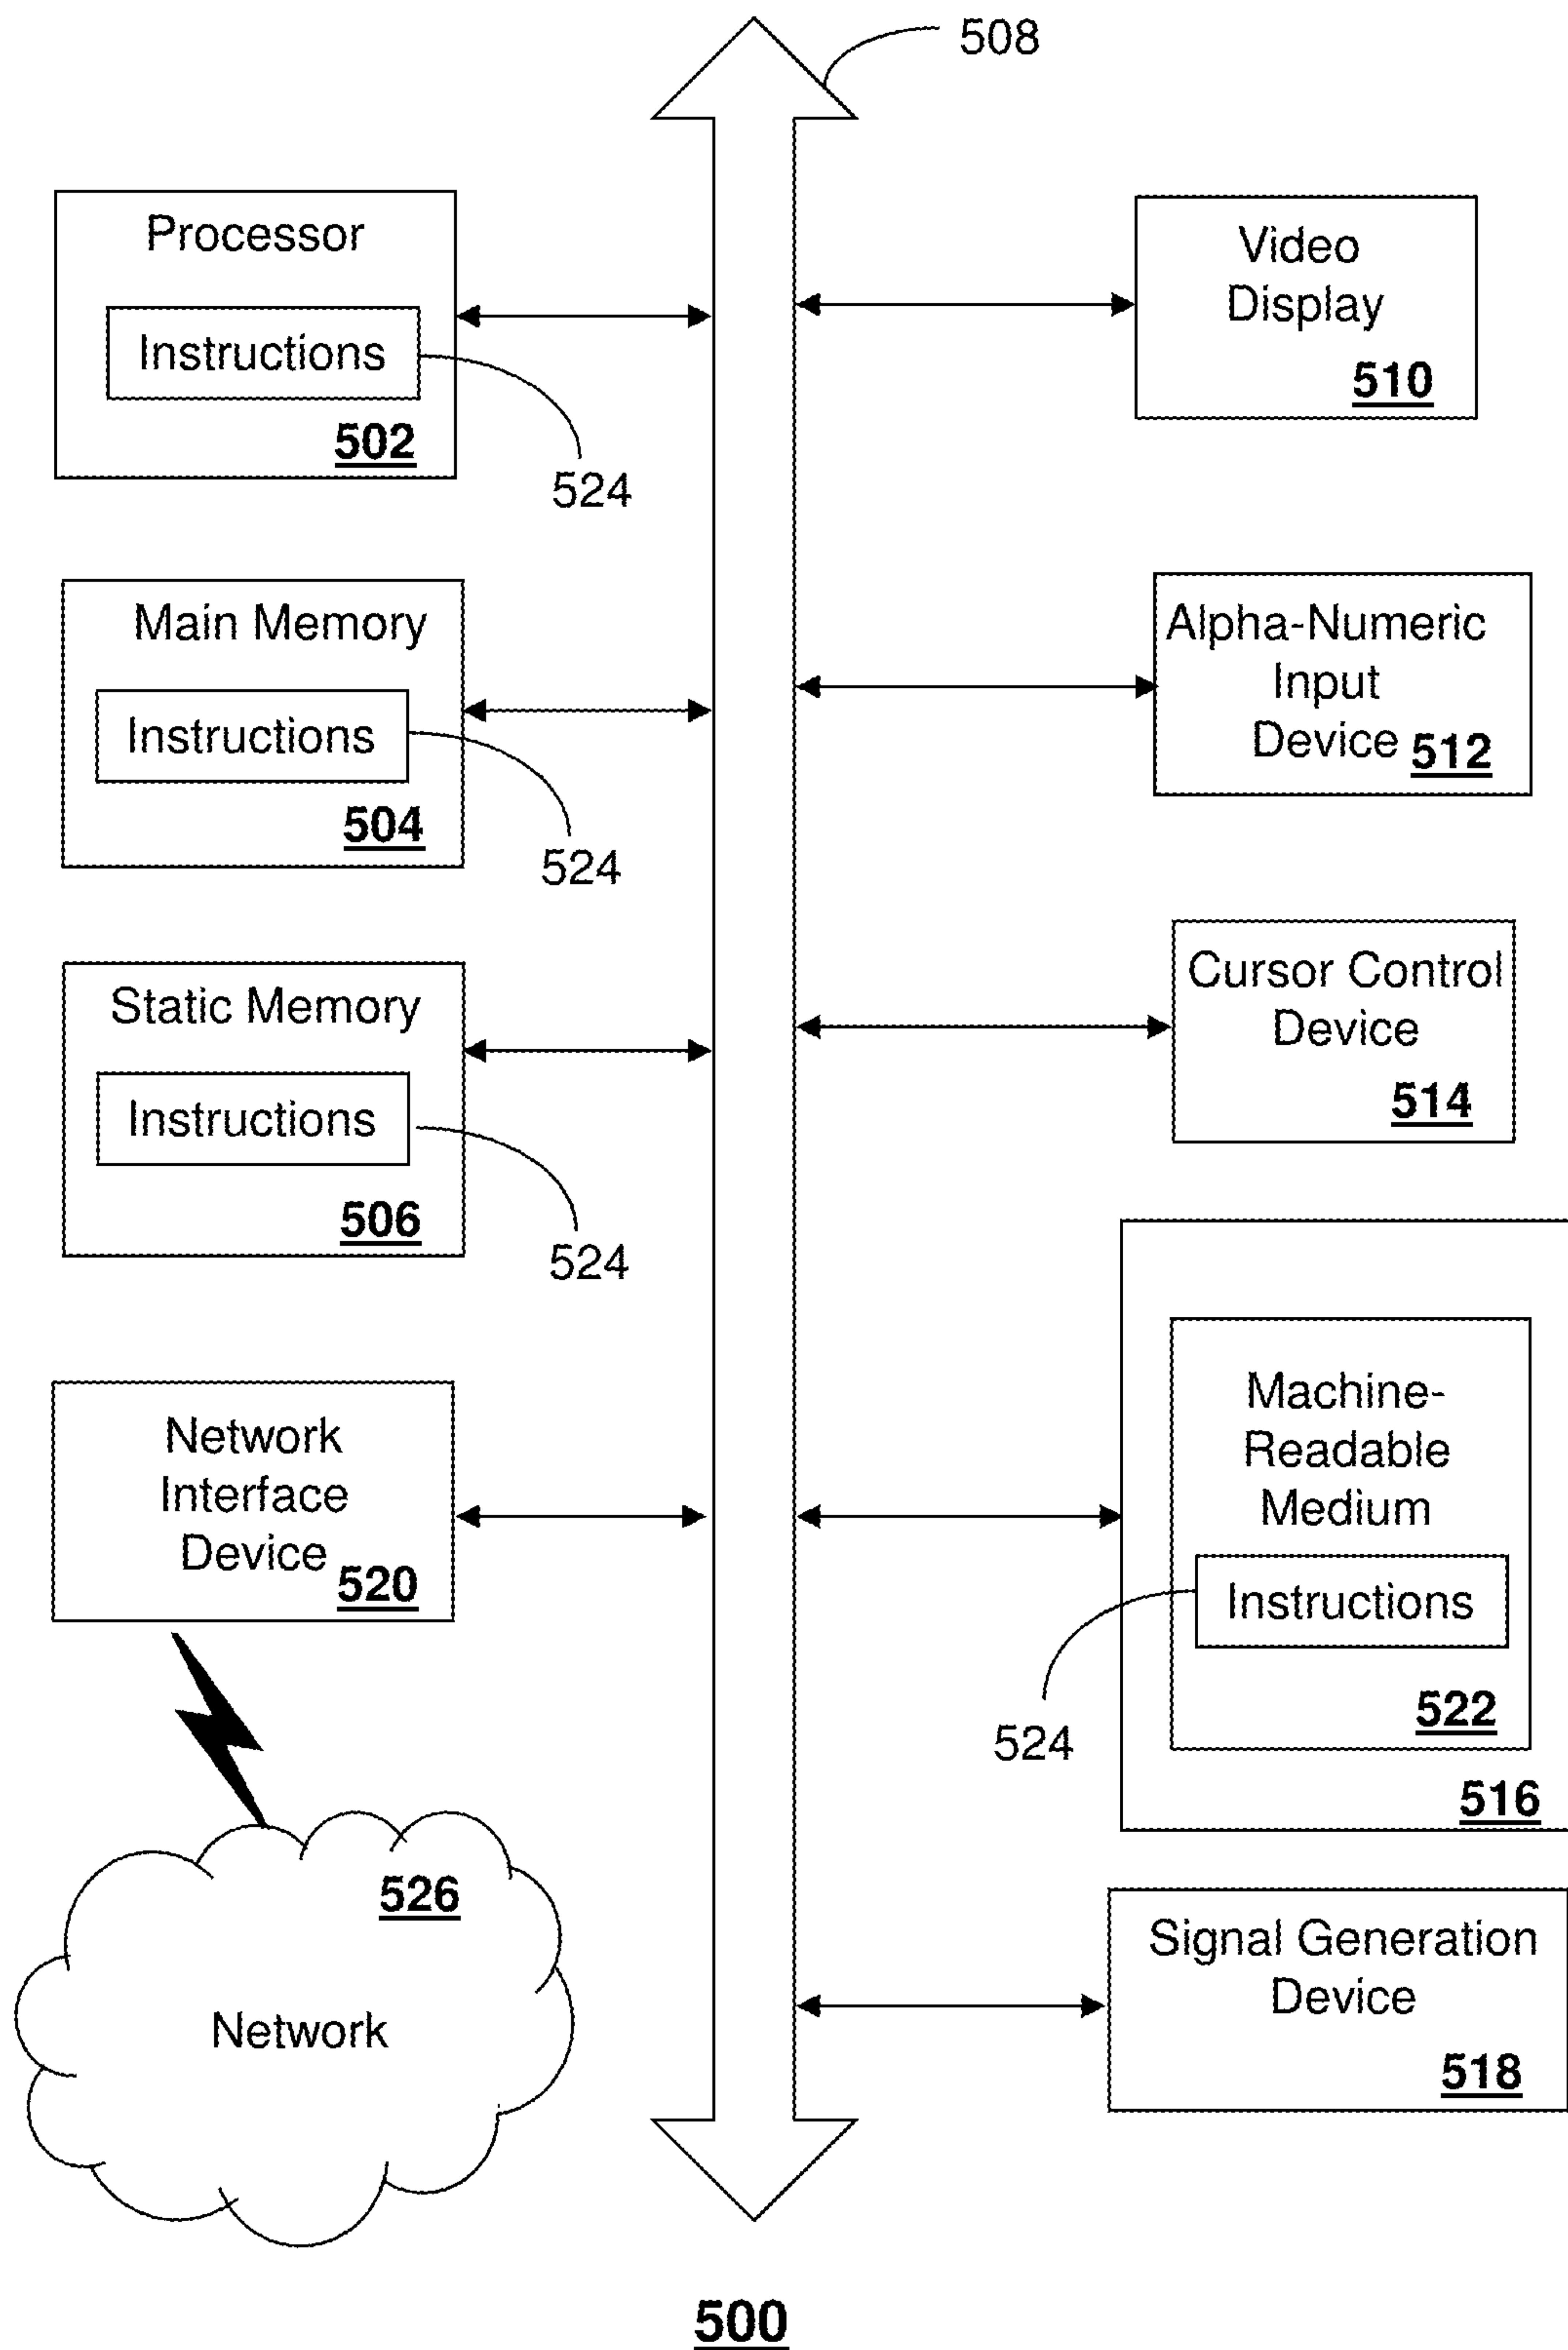 508
Processor
Instructions
502
524
Main Memory
Instructions
504
524
Static Memory
Instructions
506
524
Network
Interface
Device
520
526
Network
Video
Display
510
Alpha-Numeric
Input
Device 512
Cursor Control
Device
514
Machine-
Readable
Medium
Instructions
522
524
516
Signal Generation
Device
518
500